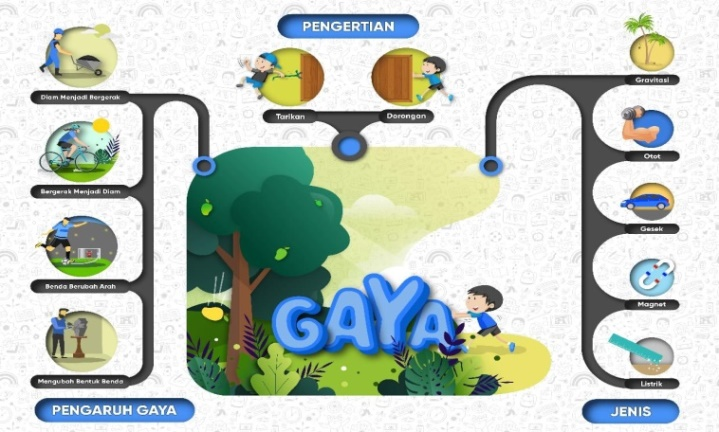 PENGERTIAN
Tarikan
Dorongan
Diam Menjadi Bergerak
Bergerak Menjadi Diam
Benda Berubah Arah
Mengubah Bentuk Benda
PENGARUH GAYA
GAYA
Gravitasi
Otot
Gesek
Magnet
Listrik
JENIS